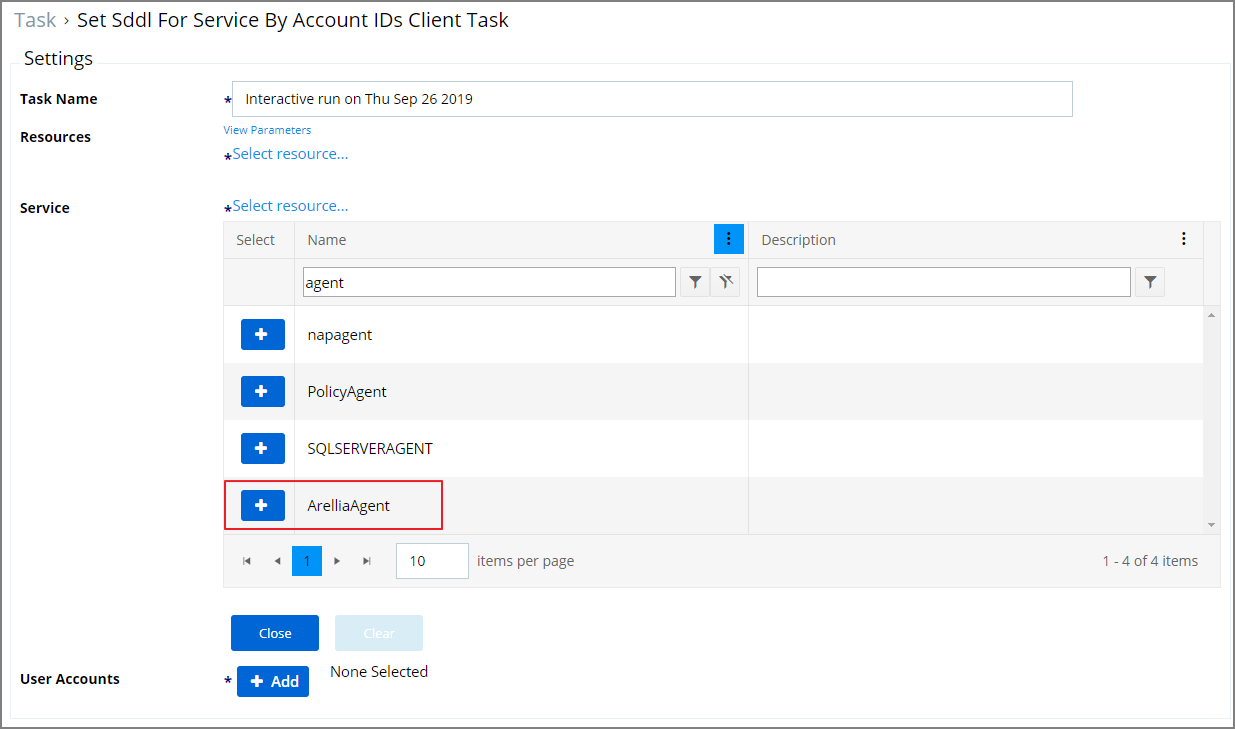 Task › Set Sddl For Service By Account IDs Client Task
Settings
Task Name * Interactive run on Thu Sep 26 2019
Resources View Parameters
*Select resource...
Service *Select resource...
Select Name Description
agent
napagent
PolicyAgent
SQLSERVERAGENT
ArelliaAgent
1 10 items per page 1 - 4 of 4 items
Close Clear
User Accounts * + Add None Selected